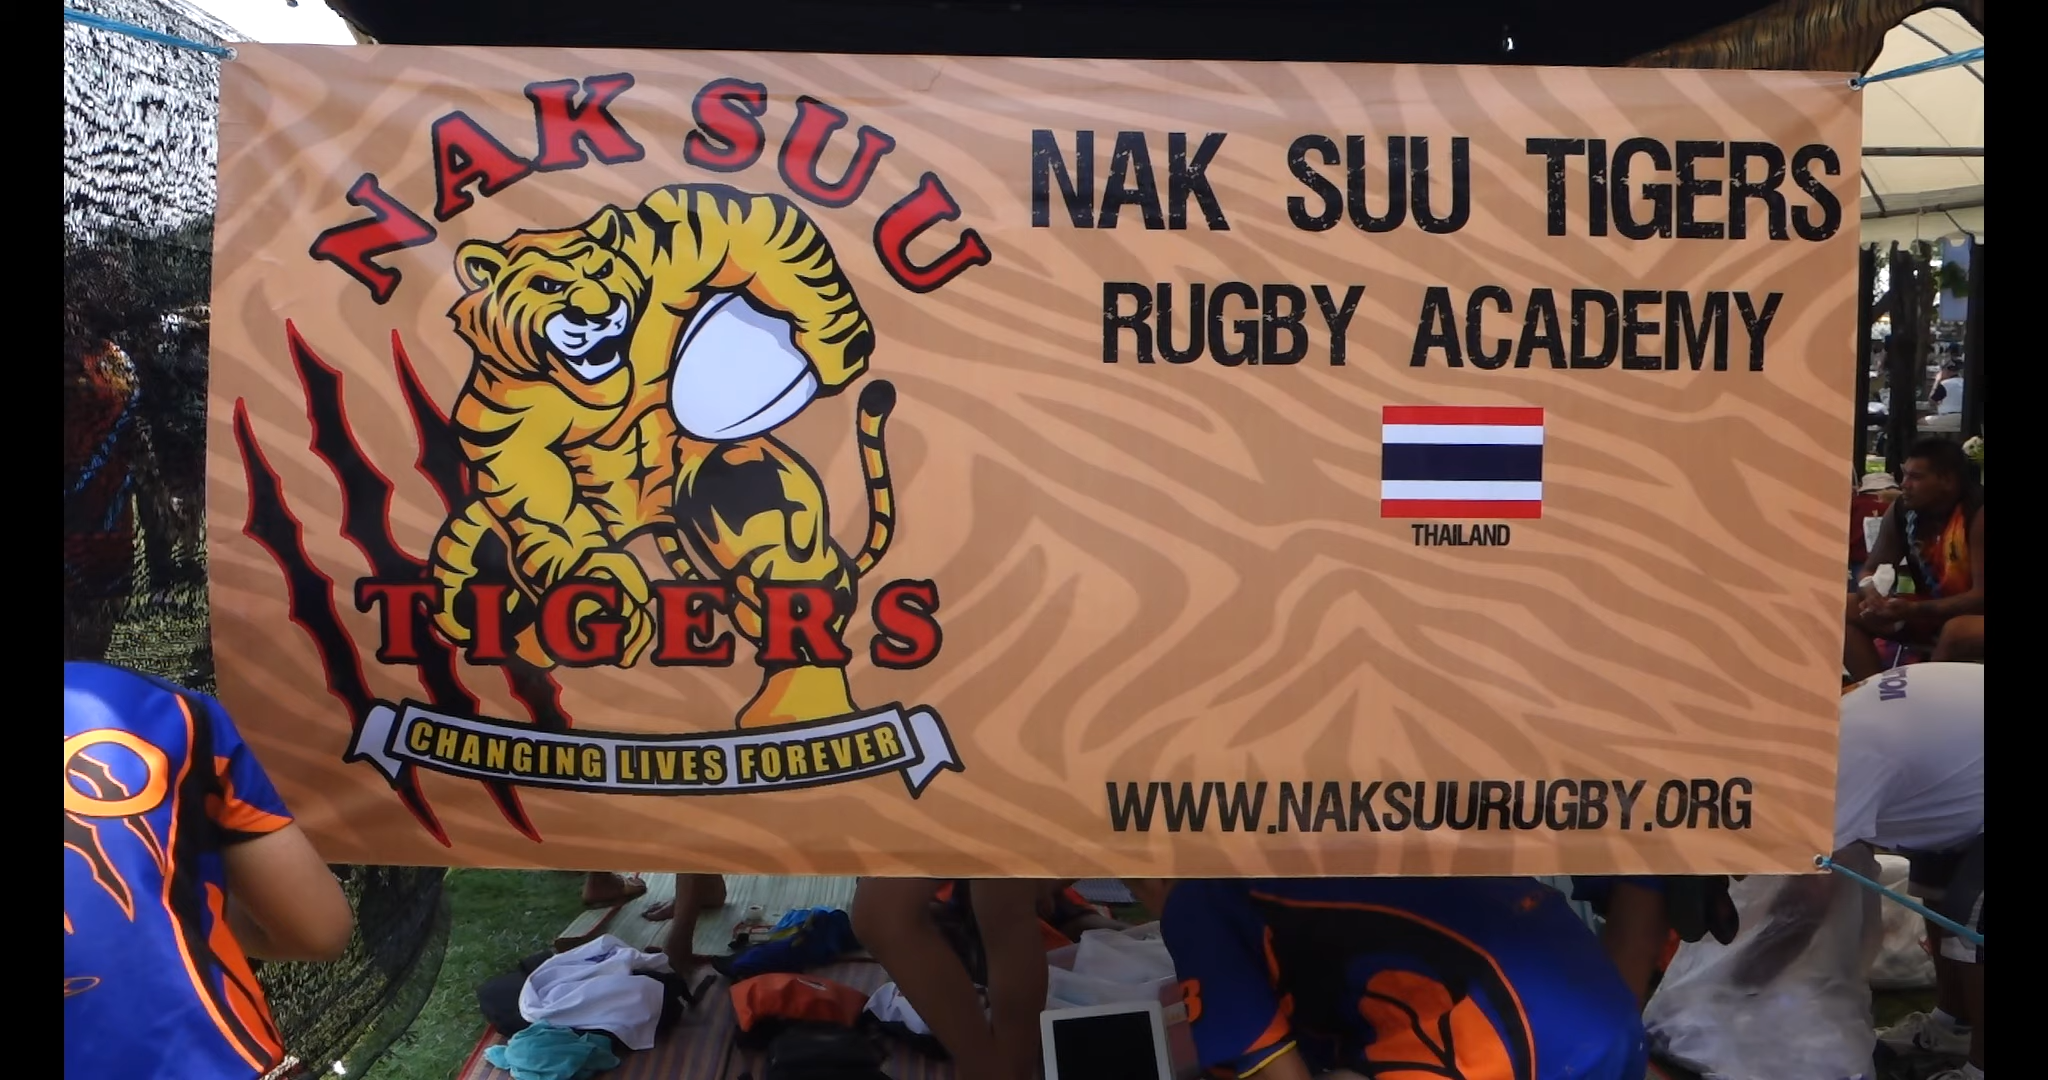 NAK SUU
TIGERS
CHANGING LIVES FOREVER
NAK SUU TIGERS
RUGBY ACADEMY
THAILAND
WWW.NAKSUURUGBY.ORG